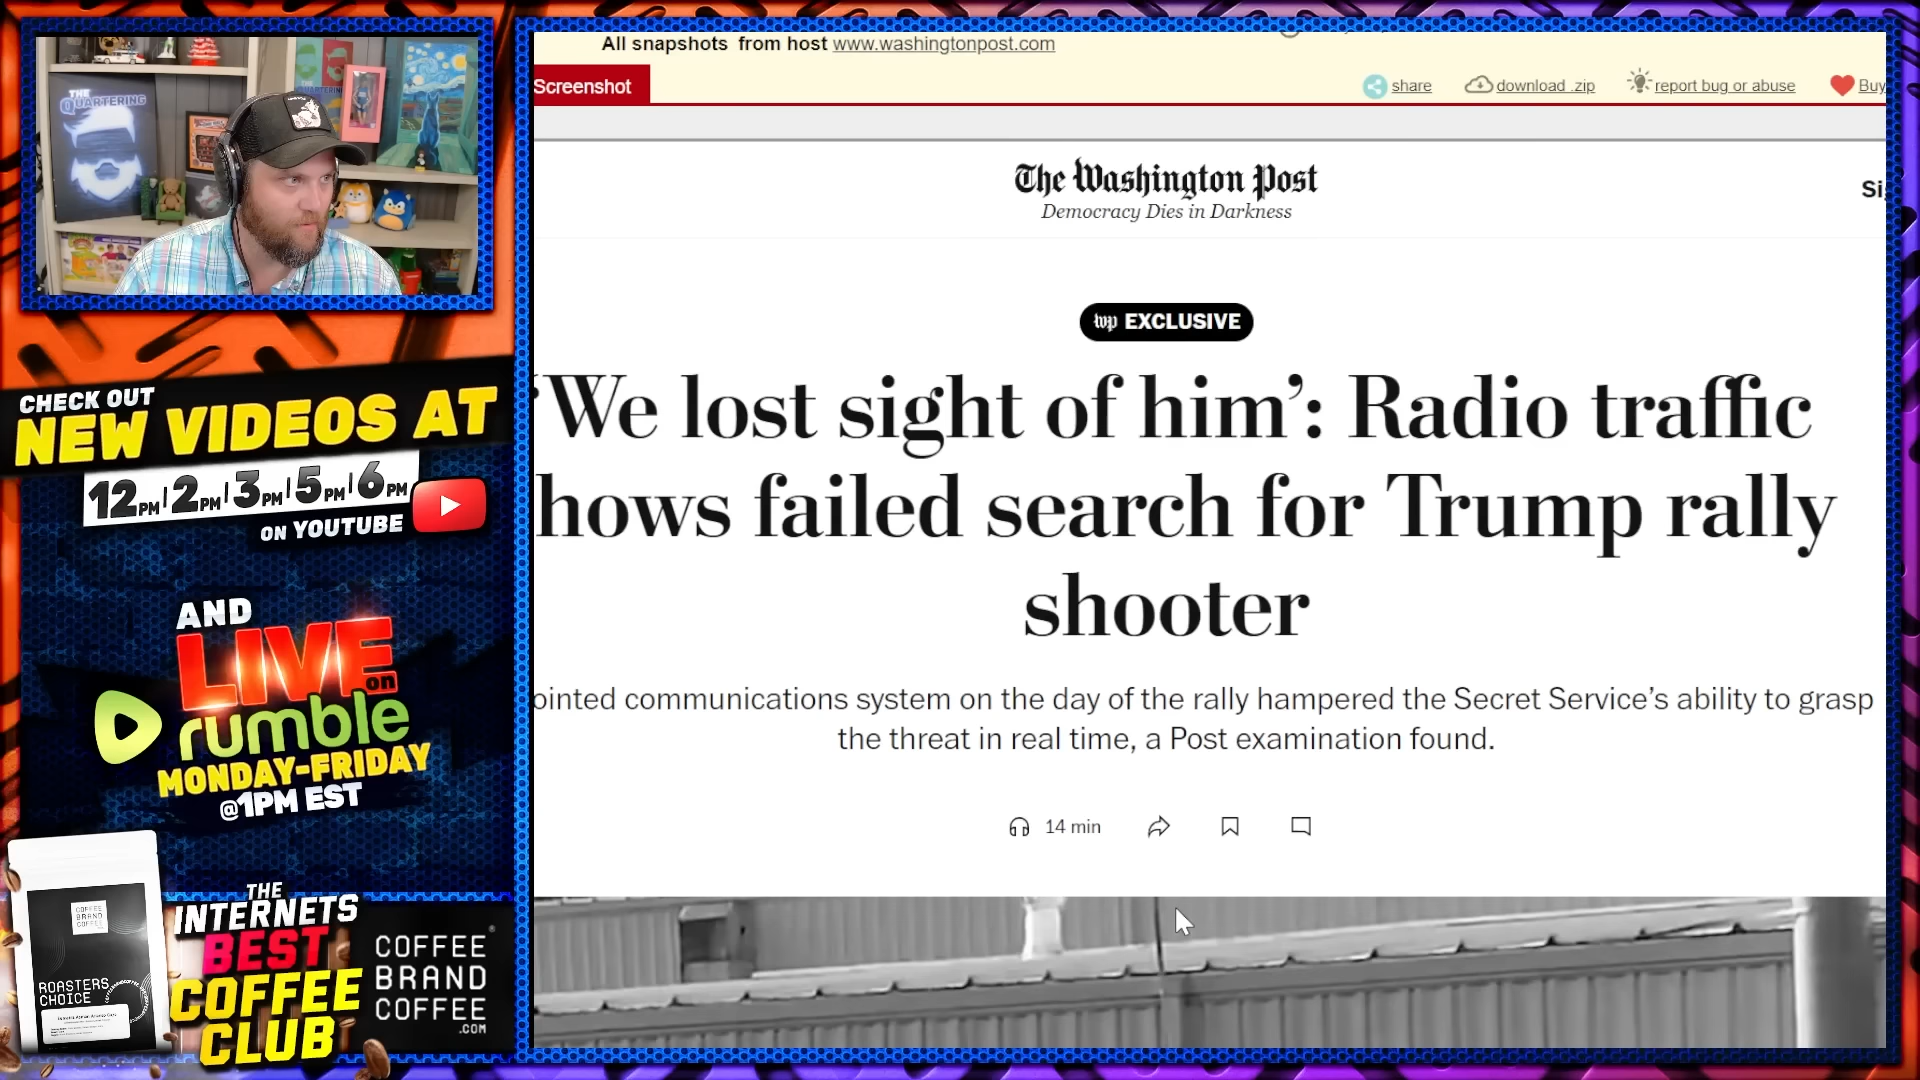 All snapshots from host www.washingtonpost.com
Screenshot
share
download .zip
report bug or abuse
Buy
The Washington Post
Democracy Dies in Darkness
Si
wp EXCLUSIVE
‘We lost sight of him’: Radio traffic
hows failed search for Trump rally
shooter
ointed communications system on the day of the rally hampered the Secret Service’s ability to grasp
the threat in real time, a Post examination found.
14 min
THE
QUARTERING
CHECK OUT
NEW VIDEOS AT
12PM | 2PM | 3PM | 5PM | 6PM
ON YOUTUBE
AND
LIVE
on
rumble
MONDAY-FRIDAY
@1PM EST
THE
INTERNETS
BEST
COFFEE
CLUB
COFFEE
BRAND
COFFEE
.COM
COFFEE
BRAND
COFFEE
ROASTERS
CHOICE